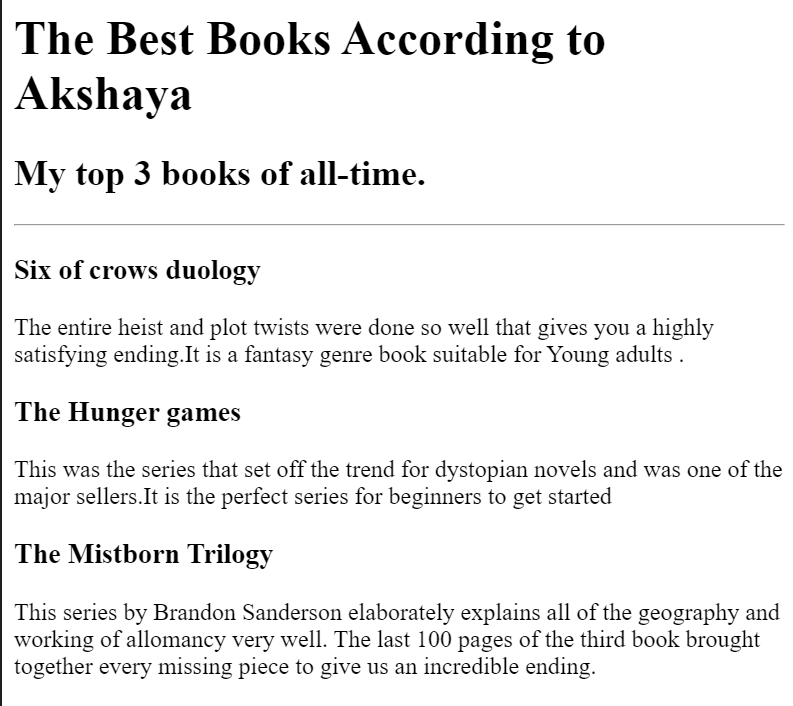 The Best Books According to
Akshaya
My top 3 books of all-time.
Six of crows duology
The entire heist and plot twists were done so well that gives you a highly
satisfying ending.It is a fantasy genre book suitable for Young adults .
The Hunger games
This was the series that set off the trend for dystopian novels and was one of the
major sellers.It is the perfect series for beginners to get started
The Mistborn Trilogy
This series by Brandon Sanderson elaborately explains all of the geography and
working of allomancy very well. The last 100 pages of the third book brought
together every missing piece to give us an incredible ending.